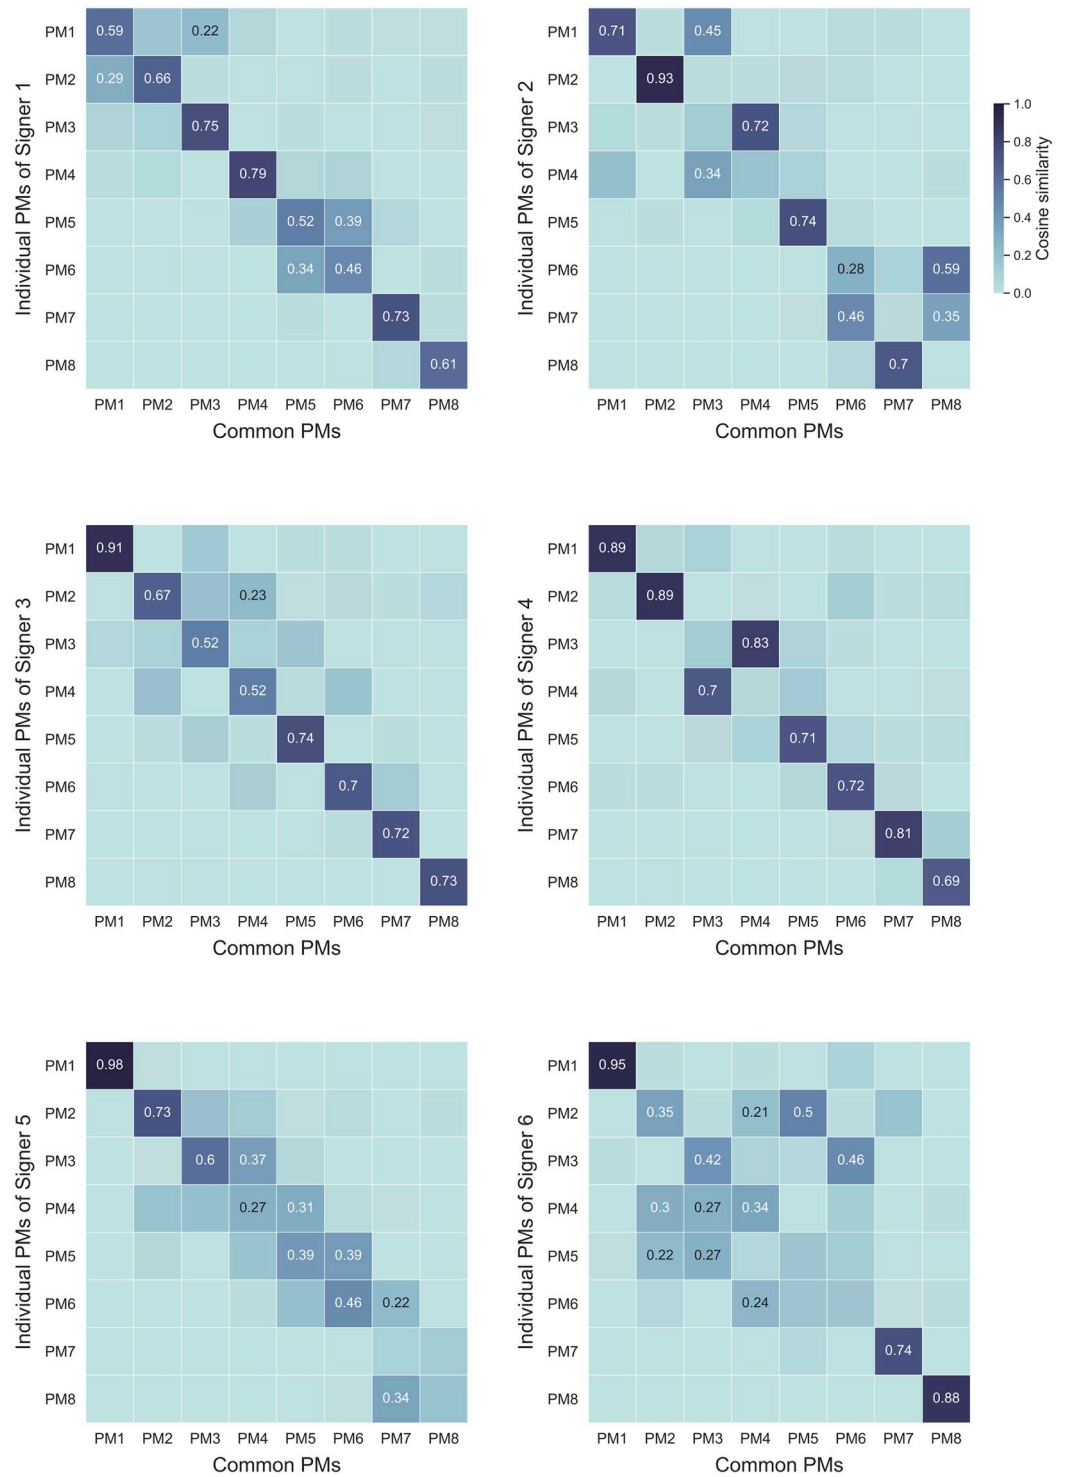 Individual PMs of Signer 1
PM1 0.59 0.22
PM2 0.29 0.66
PM3 0.75
PM4 0.79
PM5 0.52 0.39
PM6 0.34 0.46
PM7 0.73
PM8 0.61
PM1 PM2 PM3 PM4 PM5 PM6 PM7 PM8
Common PMs
Individual PMs of Signer 2
PM1 0.71 0.45
PM2 0.93
PM3 0.72
PM4 0.34
PM5 0.74
PM6 0.28 0.59
PM7 0.46 0.35
PM8 0.7
PM1 PM2 PM3 PM4 PM5 PM6 PM7 PM8
Common PMs
1.0
0.8
0.6
0.4
0.2
0.0
Cosine similarity
Individual PMs of Signer 3
PM1 0.91
PM2 0.67 0.23
PM3 0.52
PM4 0.52
PM5 0.74
PM6 0.7
PM7 0.72
PM8 0.73
PM1 PM2 PM3 PM4 PM5 PM6 PM7 PM8
Common PMs
Individual PMs of Signer 4
PM1 0.89
PM2 0.89
PM3 0.83
PM4 0.7
PM5 0.71
PM6 0.72
PM7 0.81
PM8 0.69
PM1 PM2 PM3 PM4 PM5 PM6 PM7 PM8
Common PMs
Individual PMs of Signer 5
PM1 0.98
PM2 0.73
PM3 0.6 0.37
PM4 0.27 0.31
PM5 0.39 0.39
PM6 0.46 0.22
PM7
PM8 0.34
PM1 PM2 PM3 PM4 PM5 PM6 PM7 PM8
Common PMs
Individual PMs of Signer 6
PM1 0.95
PM2 0.35 0.21 0.5
PM3 0.42 0.46
PM4 0.3 0.27 0.34
PM5 0.22 0.27
PM6 0.24
PM7 0.74
PM8 0.88
PM1 PM2 PM3 PM4 PM5 PM6 PM7 PM8
Common PMs